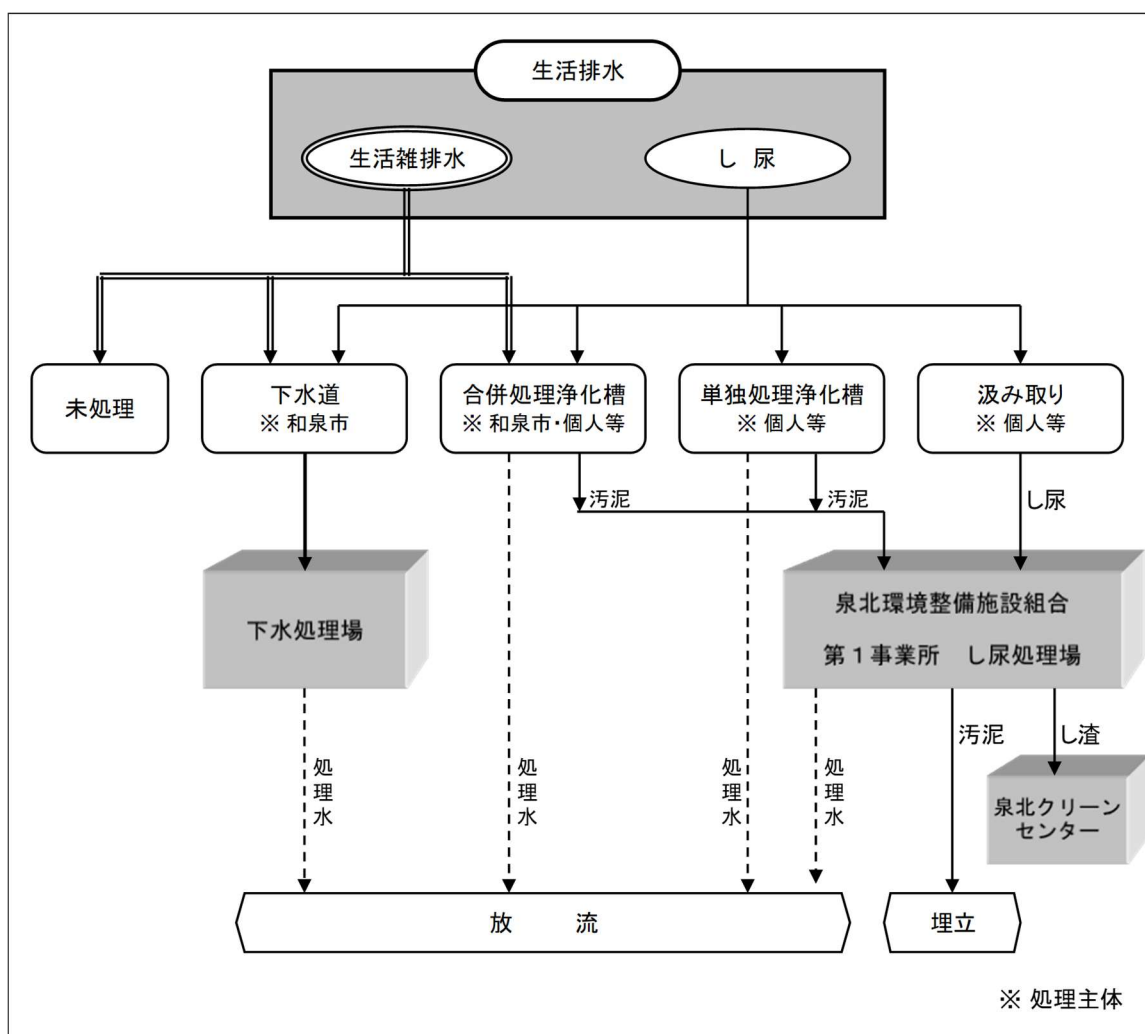 生活排水
生活雑排水
し 尿
未処理
下水道
※ 和泉市
合併処理浄化槽
※ 和泉市・個人等
単独処理浄化槽
※ 個人等
汲み取り
※ 個人等
汚泥
汚泥
し尿
下水処理場
泉北環境整備施設組合
第１事業所 し尿処理場
処理水
処理水
処理水
処理水
汚泥
し渣
泉北クリーン
センター
放 流
埋立
※ 処理主体